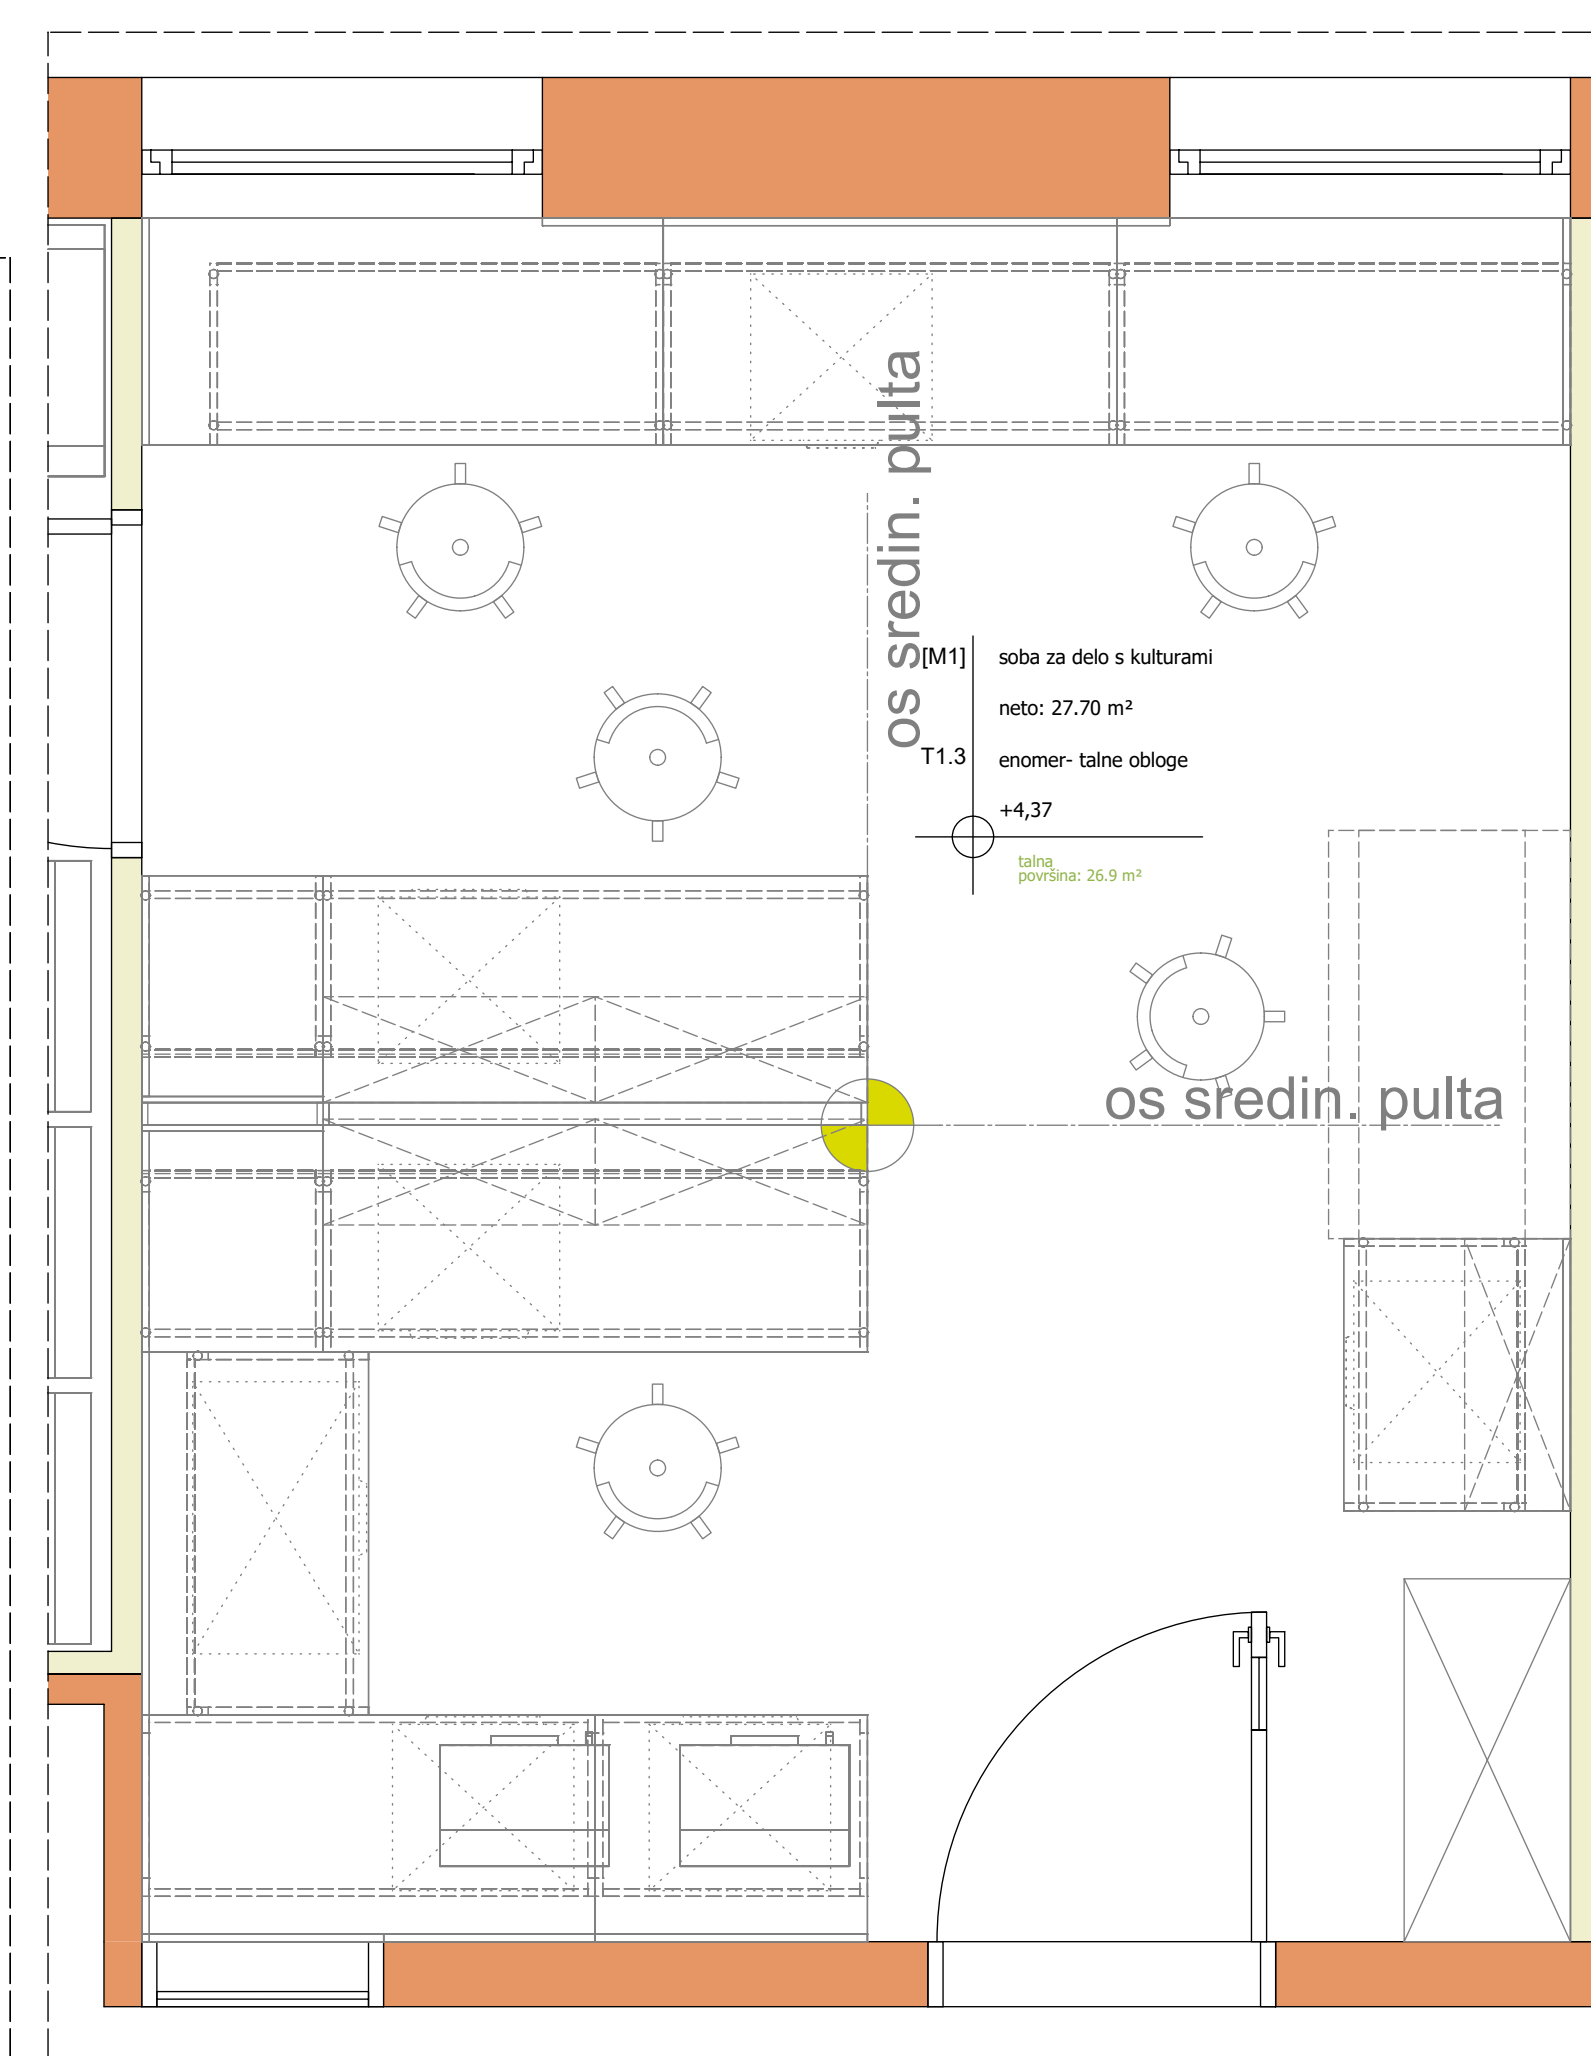 os sredin. pulta
[M1] soba za delo s kulturami
neto: 27.70 m²
T1.3 enomer- talne obloge
+4,37
talna
površina: 26.9 m²
os sredin. pulta